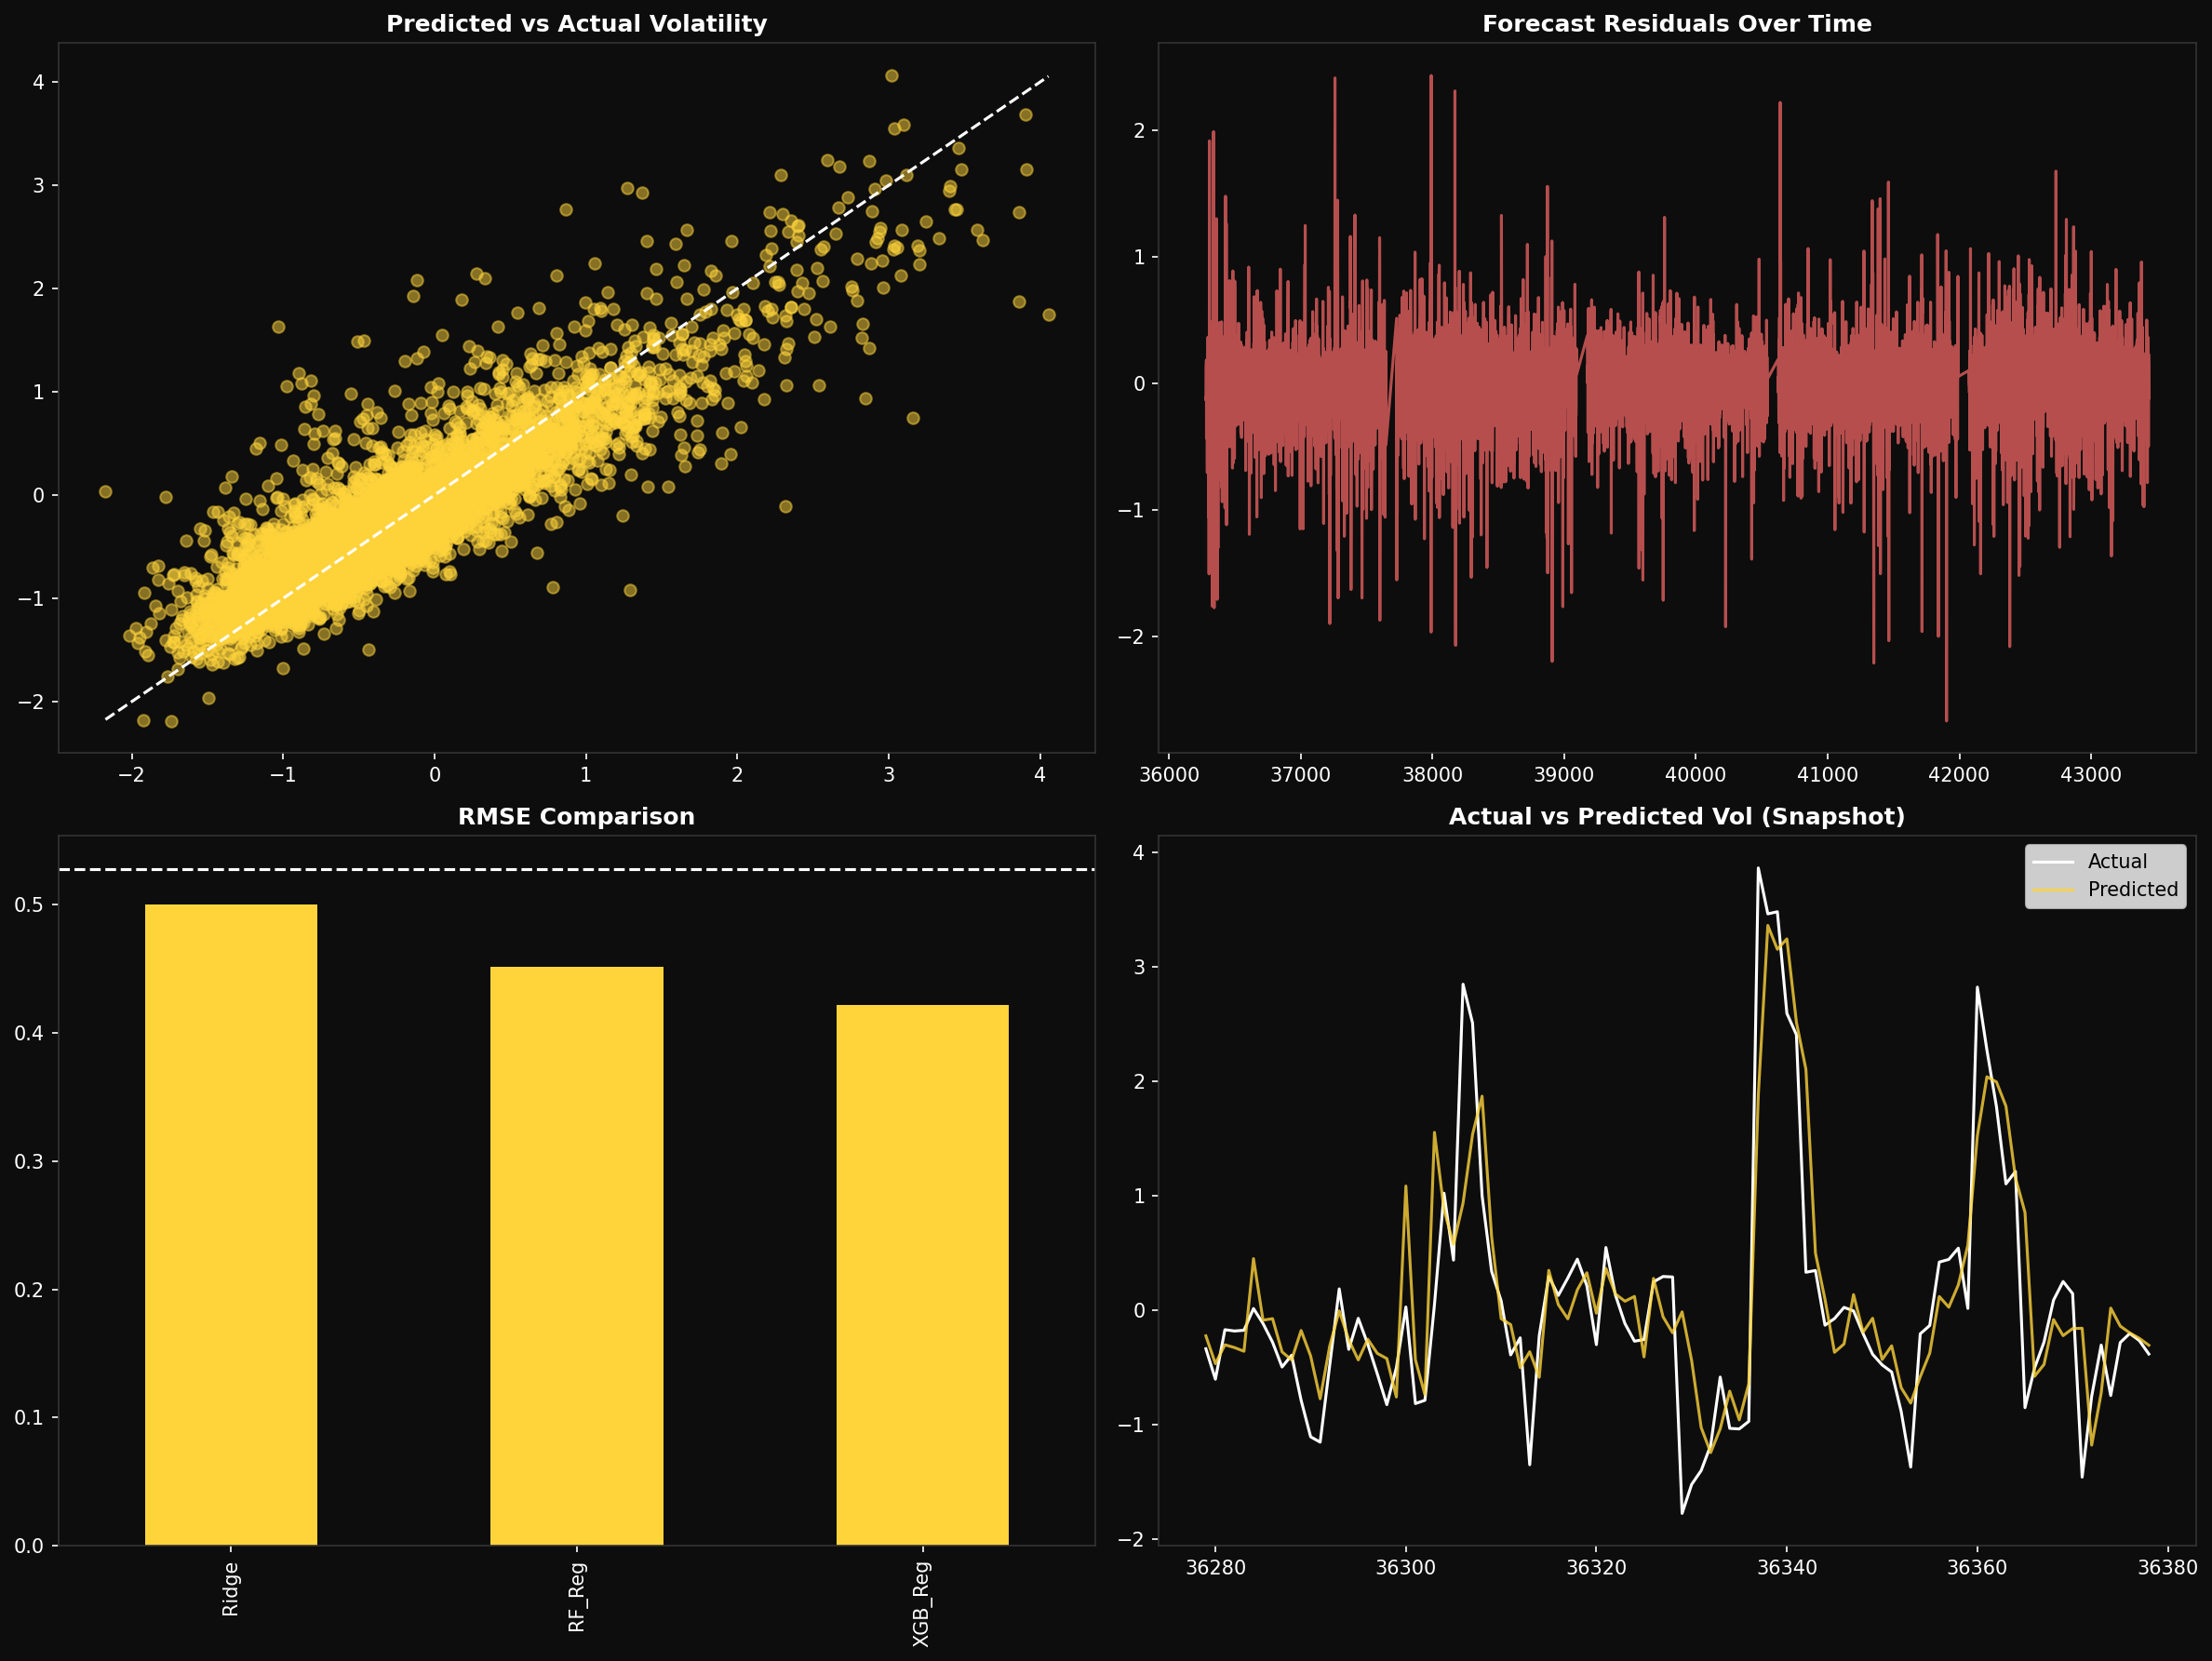 Predicted vs Actual Volatility
4
3
2
1
0
−1
−2
−2 −1 0 1 2 3 4
Forecast Residuals Over Time
2
1
0
−1
−2
36000 37000 38000 39000 40000 41000 42000 43000
RMSE Comparison
0.5
0.4
0.3
0.2
0.1
0.0
Ridge
RF_Reg
XGB_Reg
Actual vs Predicted Vol (Snapshot)
Actual
Predicted
4
3
2
1
0
−1
−2
36280 36300 36320 36340 36360 36380